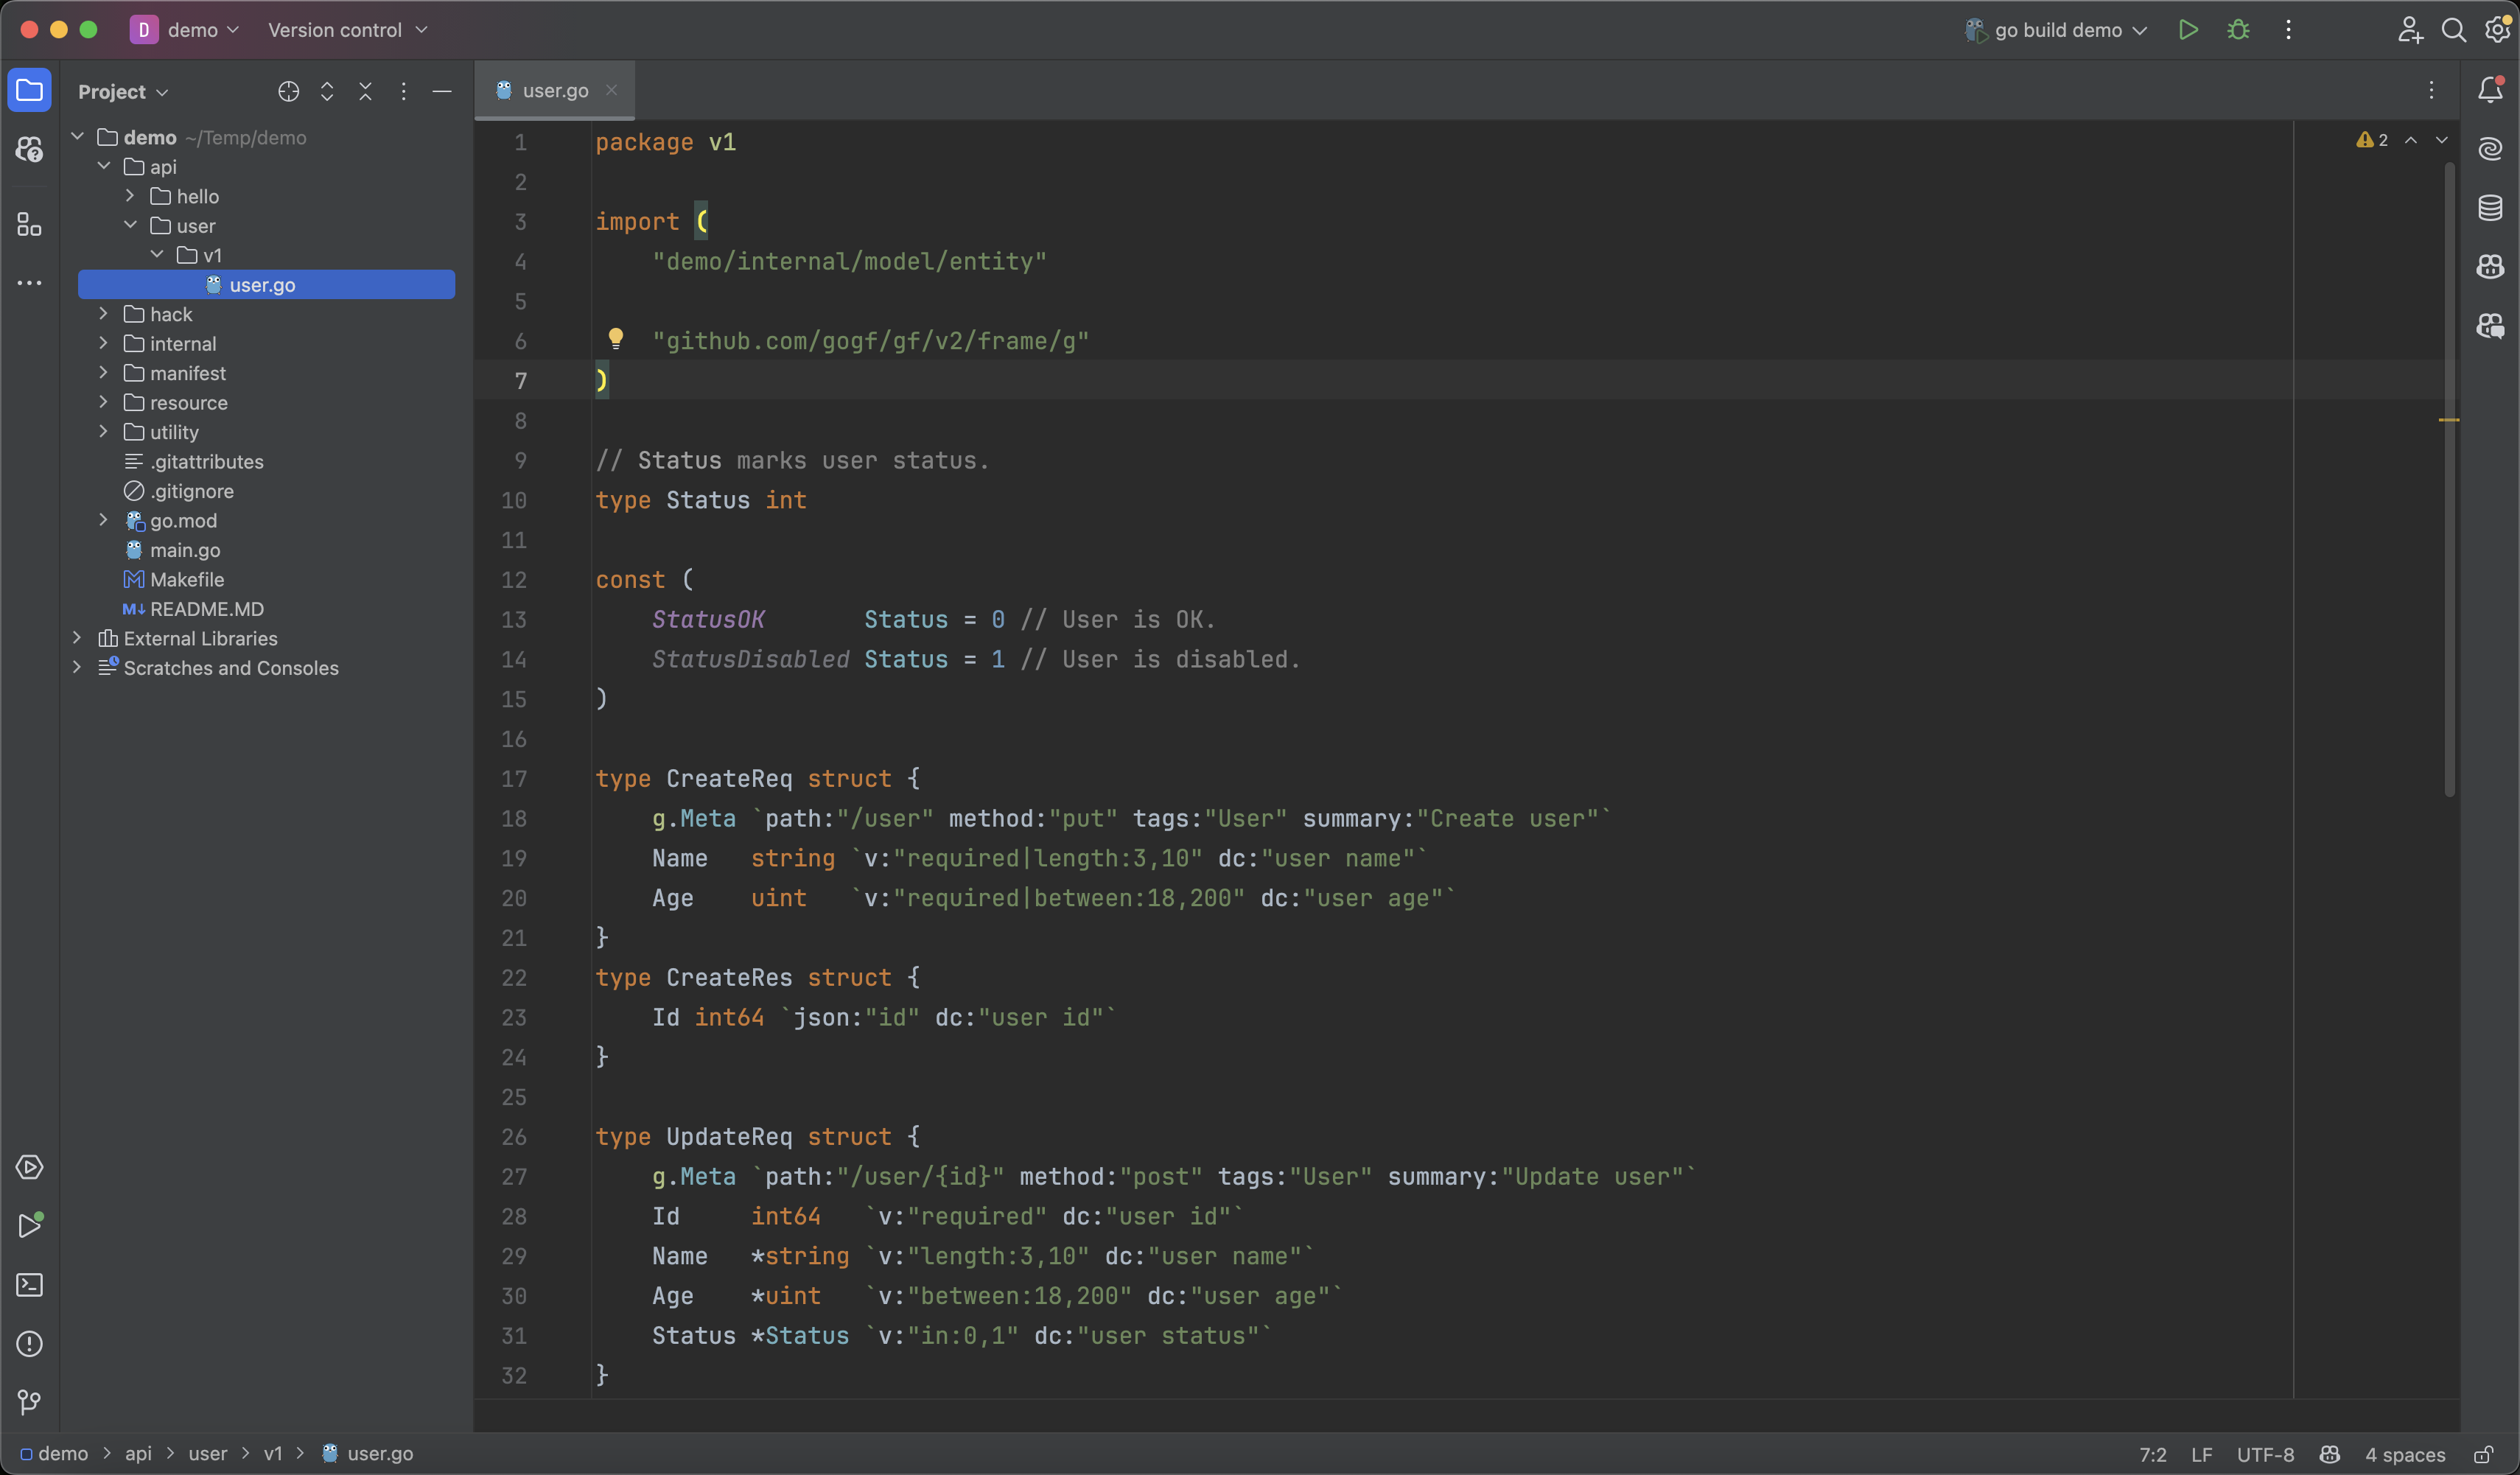 D demo Version control go build demo
Project
user.go
demo ~/Temp/demo
api
hello
user
v1
user.go
hack
internal
manifest
resource
utility
.gitattributes
.gitignore
go.mod
main.go
Makefile
M↓ README.MD
External Libraries
Scratches and Consoles
2
1 package v1
2
3 import (
4 "demo/internal/model/entity"
5
6 "github.com/gogf/gf/v2/frame/g"
7 )
8
9 // Status marks user status.
10 type Status int
11
12 const (
13 StatusOK Status = 0 // User is OK.
14 StatusDisabled Status = 1 // User is disabled.
15 )
16
17 type CreateReq struct {
18 g.Meta `path:"/user" method:"put" tags:"User" summary:"Create user"`
19 Name string `v:"required|length:3,10" dc:"user name"`
20 Age uint `v:"required|between:18,200" dc:"user age"`
21 }
22 type CreateRes struct {
23 Id int64 `json:"id" dc:"user id"`
24 }
25
26 type UpdateReq struct {
27 g.Meta `path:"/user/{id}" method:"post" tags:"User" summary:"Update user"`
28 Id int64 `v:"required" dc:"user id"`
29 Name *string `v:"length:3,10" dc:"user name"`
30 Age *uint `v:"between:18,200" dc:"user age"`
31 Status *Status `v:"in:0,1" dc:"user status"`
32 }
demo > api > user > v1 > user.go 7:2 LF UTF-8 4 spaces